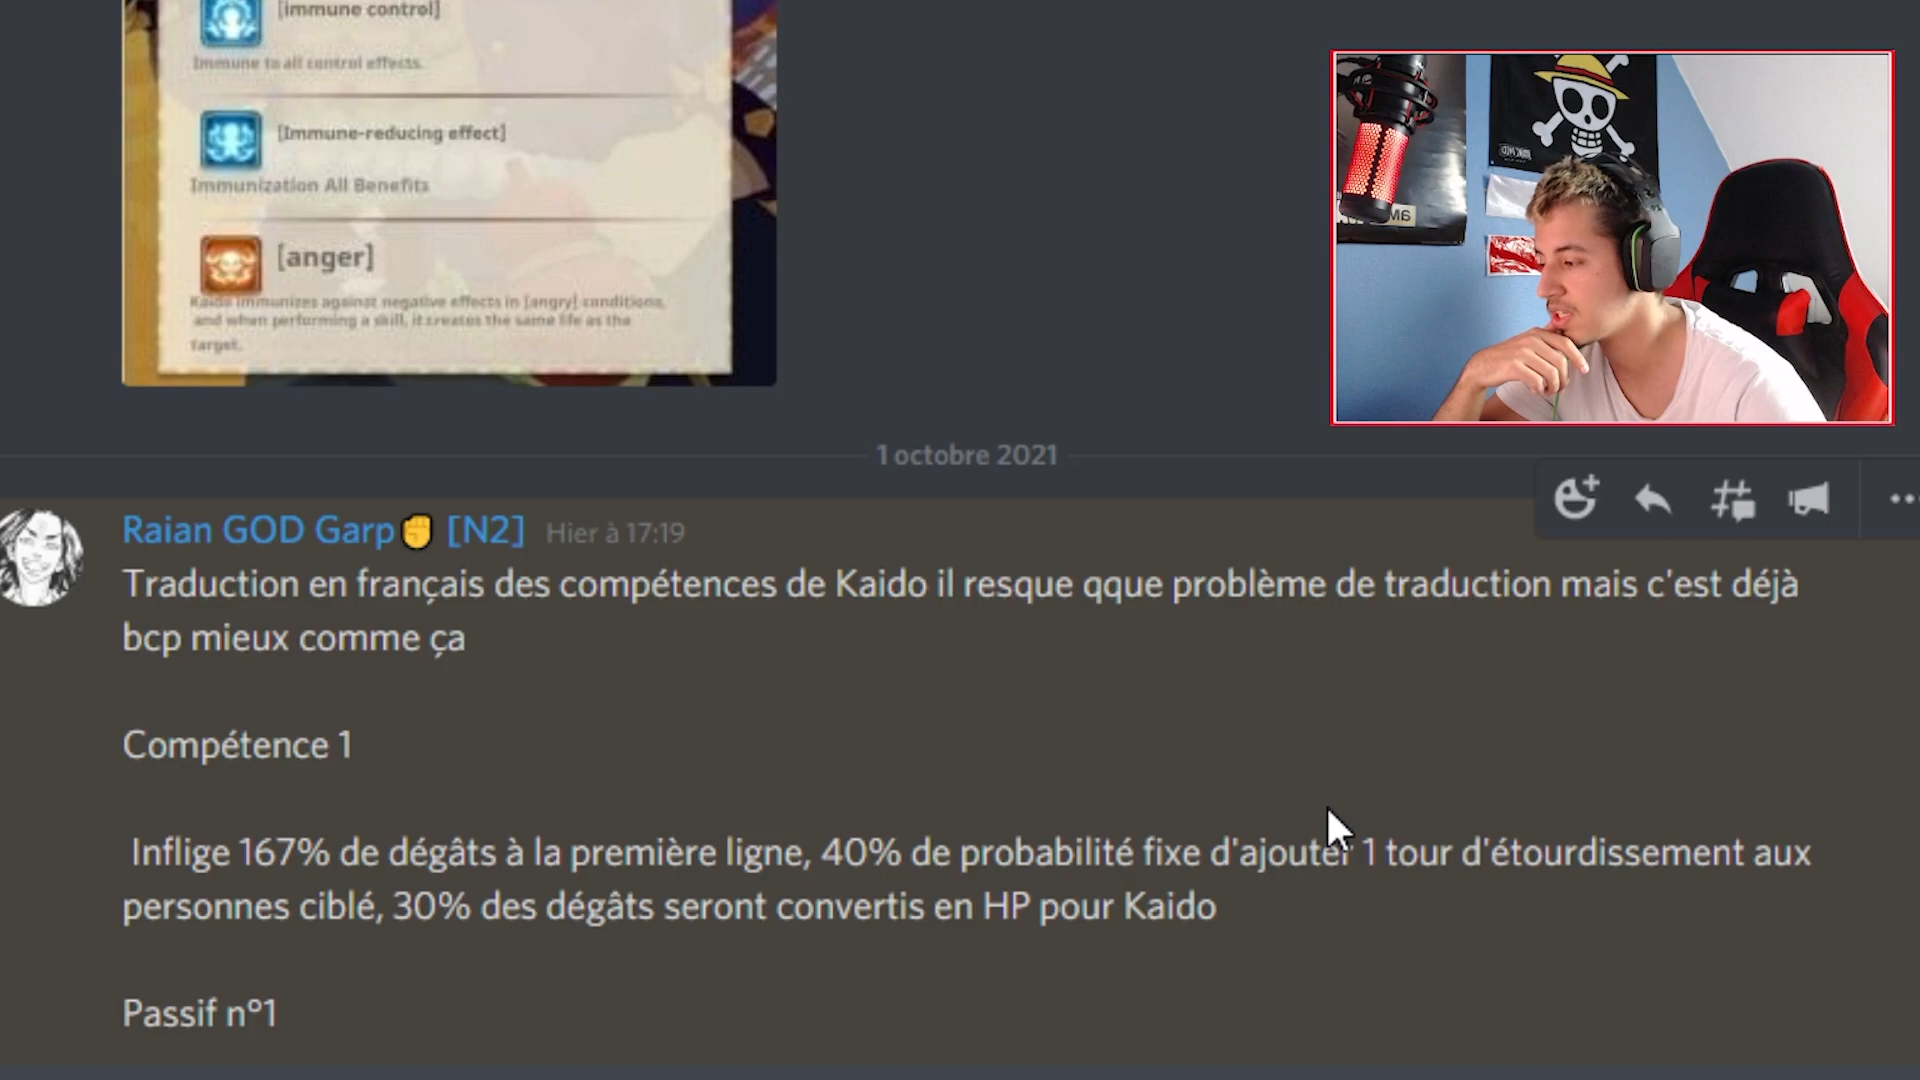 [immune control]
Immune to all control effects.
[Immune-reducing effect]
Immunization All Benefits
[anger]
Kaido immunizes against negative effects in [angry] conditions,
and when performing a skill, it creates the same life as the
target.
1 octobre 2021
Raian GOD Garp✊ [N2] Hier à 17:19
Traduction en français des compétences de Kaido il resque qque problème de traduction mais c'est déjà
bcp mieux comme ça
Compétence 1
Inflige 167% de dégâts à la première ligne, 40% de probabilité fixe d'ajouter 1 tour d'étourdissement aux
personnes ciblé, 30% des dégâts seront convertis en HP pour Kaido
Passif n°1